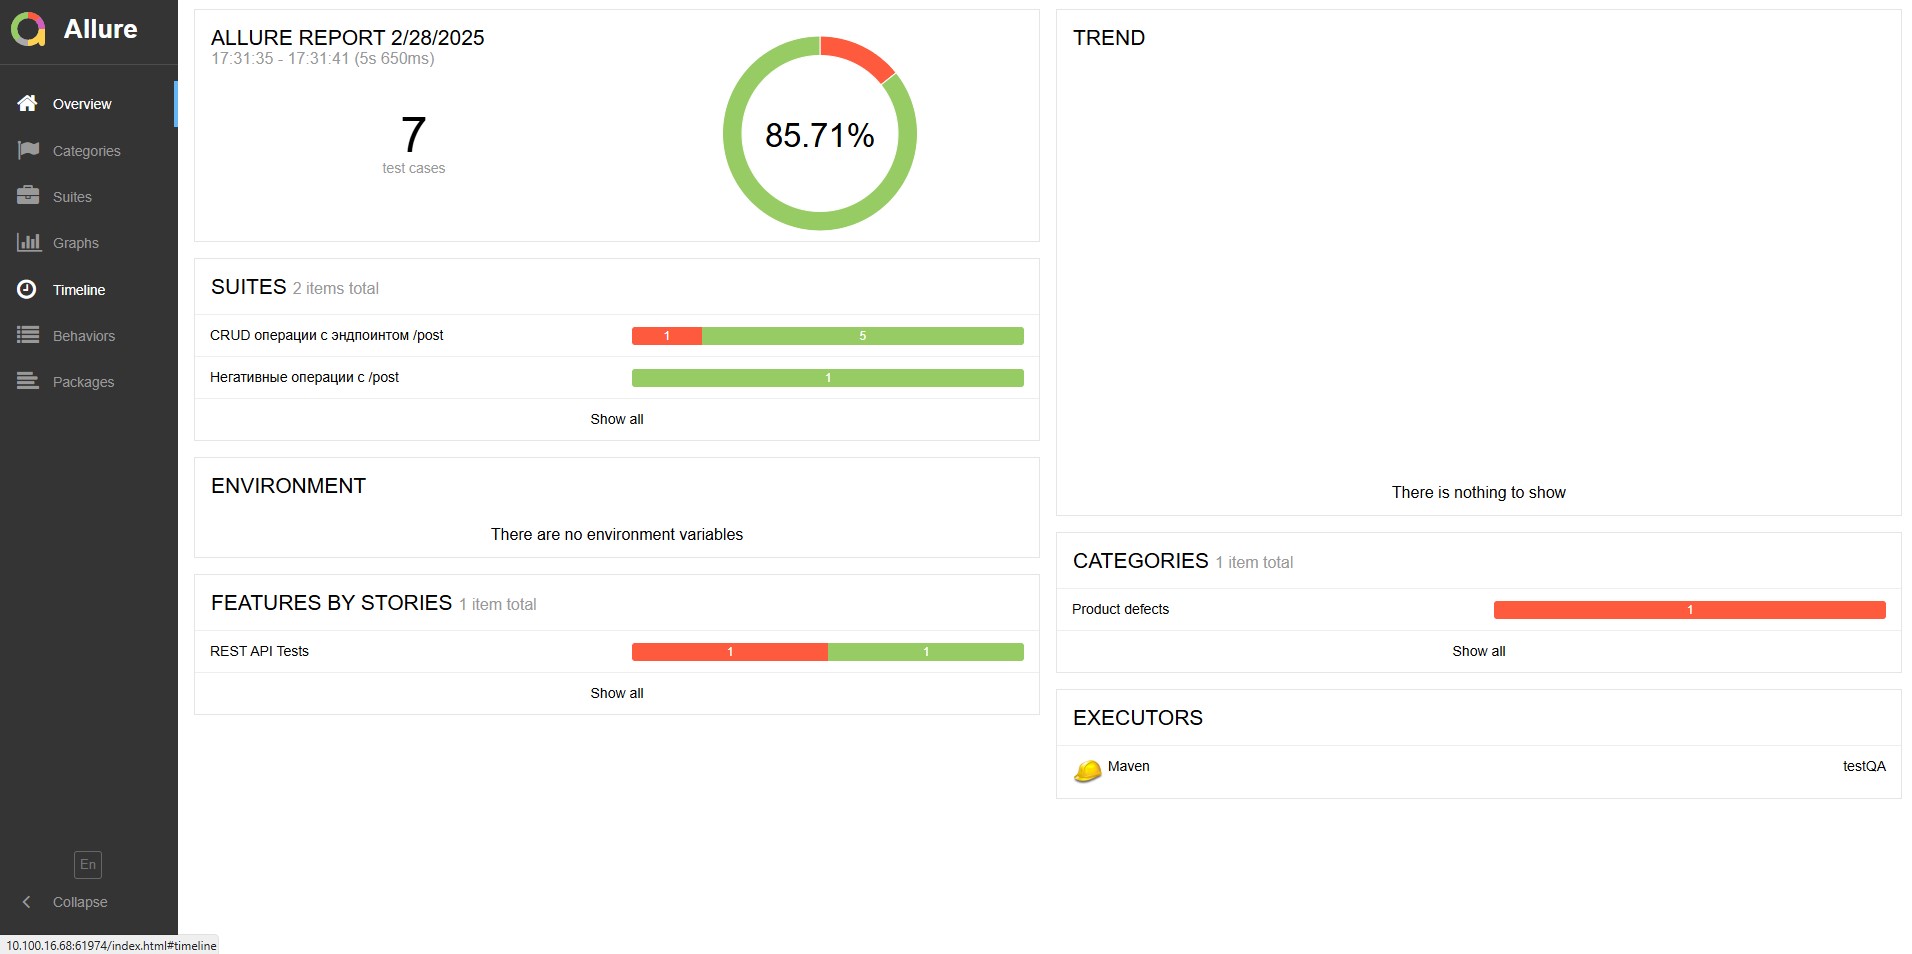 Allure
Overview
Categories
Suites
Graphs
Timeline
Behaviors
Packages
En
Collapse
10.100.16.68:61974/index.html#timeline
ALLURE REPORT 2/28/2025
17:31:35 - 17:31:41 (5s 650ms)
7
test cases
85.71%
SUITES 2 items total
CRUD операции с эндпоинтом /post 1 5
Негативные операции с /post 1
Show all
ENVIRONMENT
There are no environment variables
FEATURES BY STORIES 1 item total
REST API Tests 1 1
Show all
TREND
There is nothing to show
CATEGORIES 1 item total
Product defects 1
Show all
EXECUTORS
Maven testQA